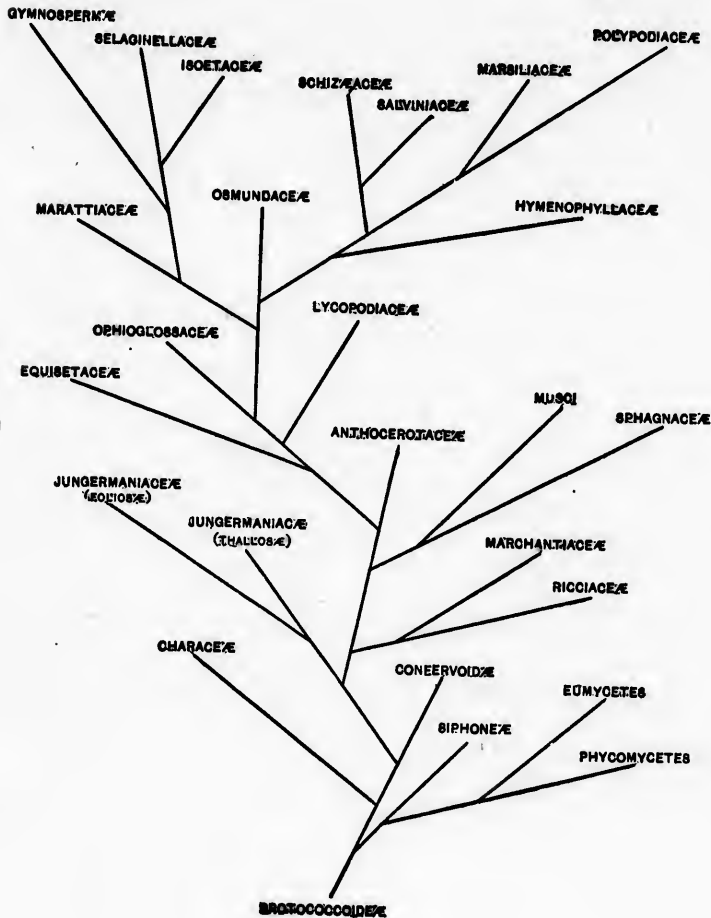 GYMNOSPERMÆ
SELAGINELLACEÆ
ISOETACEÆ
POLYPODIACEÆ
SCHIZÆACEÆ
MARSILIACEÆ
SALVINIACEÆ
OSMUNDACEÆ
MARATTIACEÆ
HYMENOPHYLLACEÆ
LYCOPODIACEÆ
OPHIOGLOSSACEÆ
EQUISETACEÆ
MUSCI
SPHAGNACEÆ
ANTHOCEROTACEÆ
JUNGERMANIACEÆ
(FOLIOSÆ)
JUNGERMANIACÆ
(THALLOSÆ)
MARCHANTIACEÆ
RICCIACEÆ
CHARACEÆ
CONFERVOIDÆ
EUMYCETES
SIPHONEÆ
PHYCOMYCETES
PROTOCOCCOIDEÆ